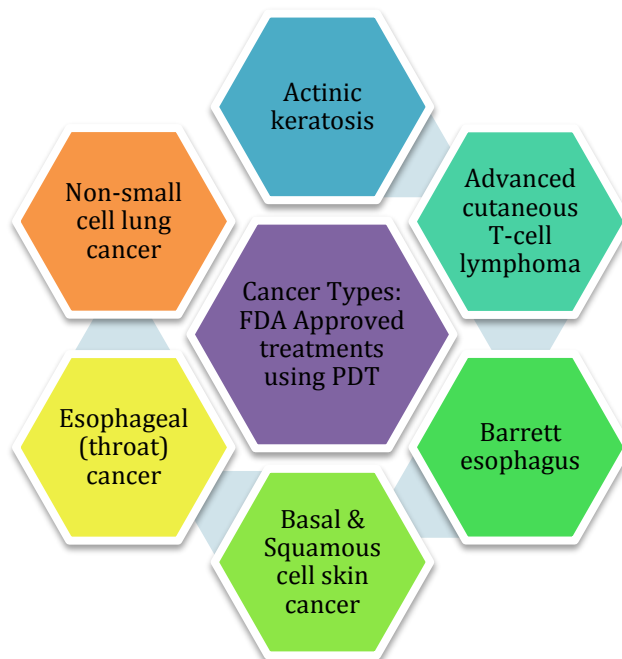 Actinic
keratosis
Advanced
cutaneous
T-cell
lymphoma
Barrett
esophagus
Basal &
Squamous
cell skin
cancer
Esophageal
(throat)
cancer
Non-small
cell lung
cancer
Cancer Types:
FDA Approved
treatments
using PDT